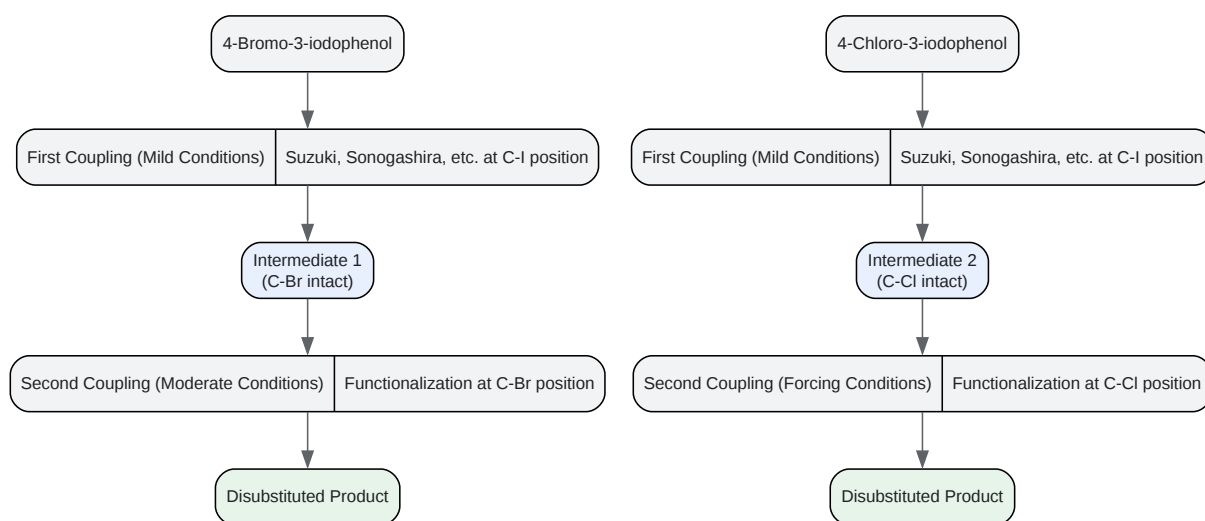 4-Bromo-3-iodophenol
First Coupling (Mild Conditions)
Suzuki, Sonogashira, etc. at C-I position
Intermediate 1
(C-Br intact)
Second Coupling (Moderate Conditions)
Functionalization at C-Br position
Disubstituted Product
4-Chloro-3-iodophenol
First Coupling (Mild Conditions)
Suzuki, Sonogashira, etc. at C-I position
Intermediate 2
(C-Cl intact)
Second Coupling (Forcing Conditions)
Functionalization at C-Cl position
Disubstituted Product